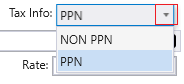 Tax Info: PPN
NON PPN
PPN
Rate: